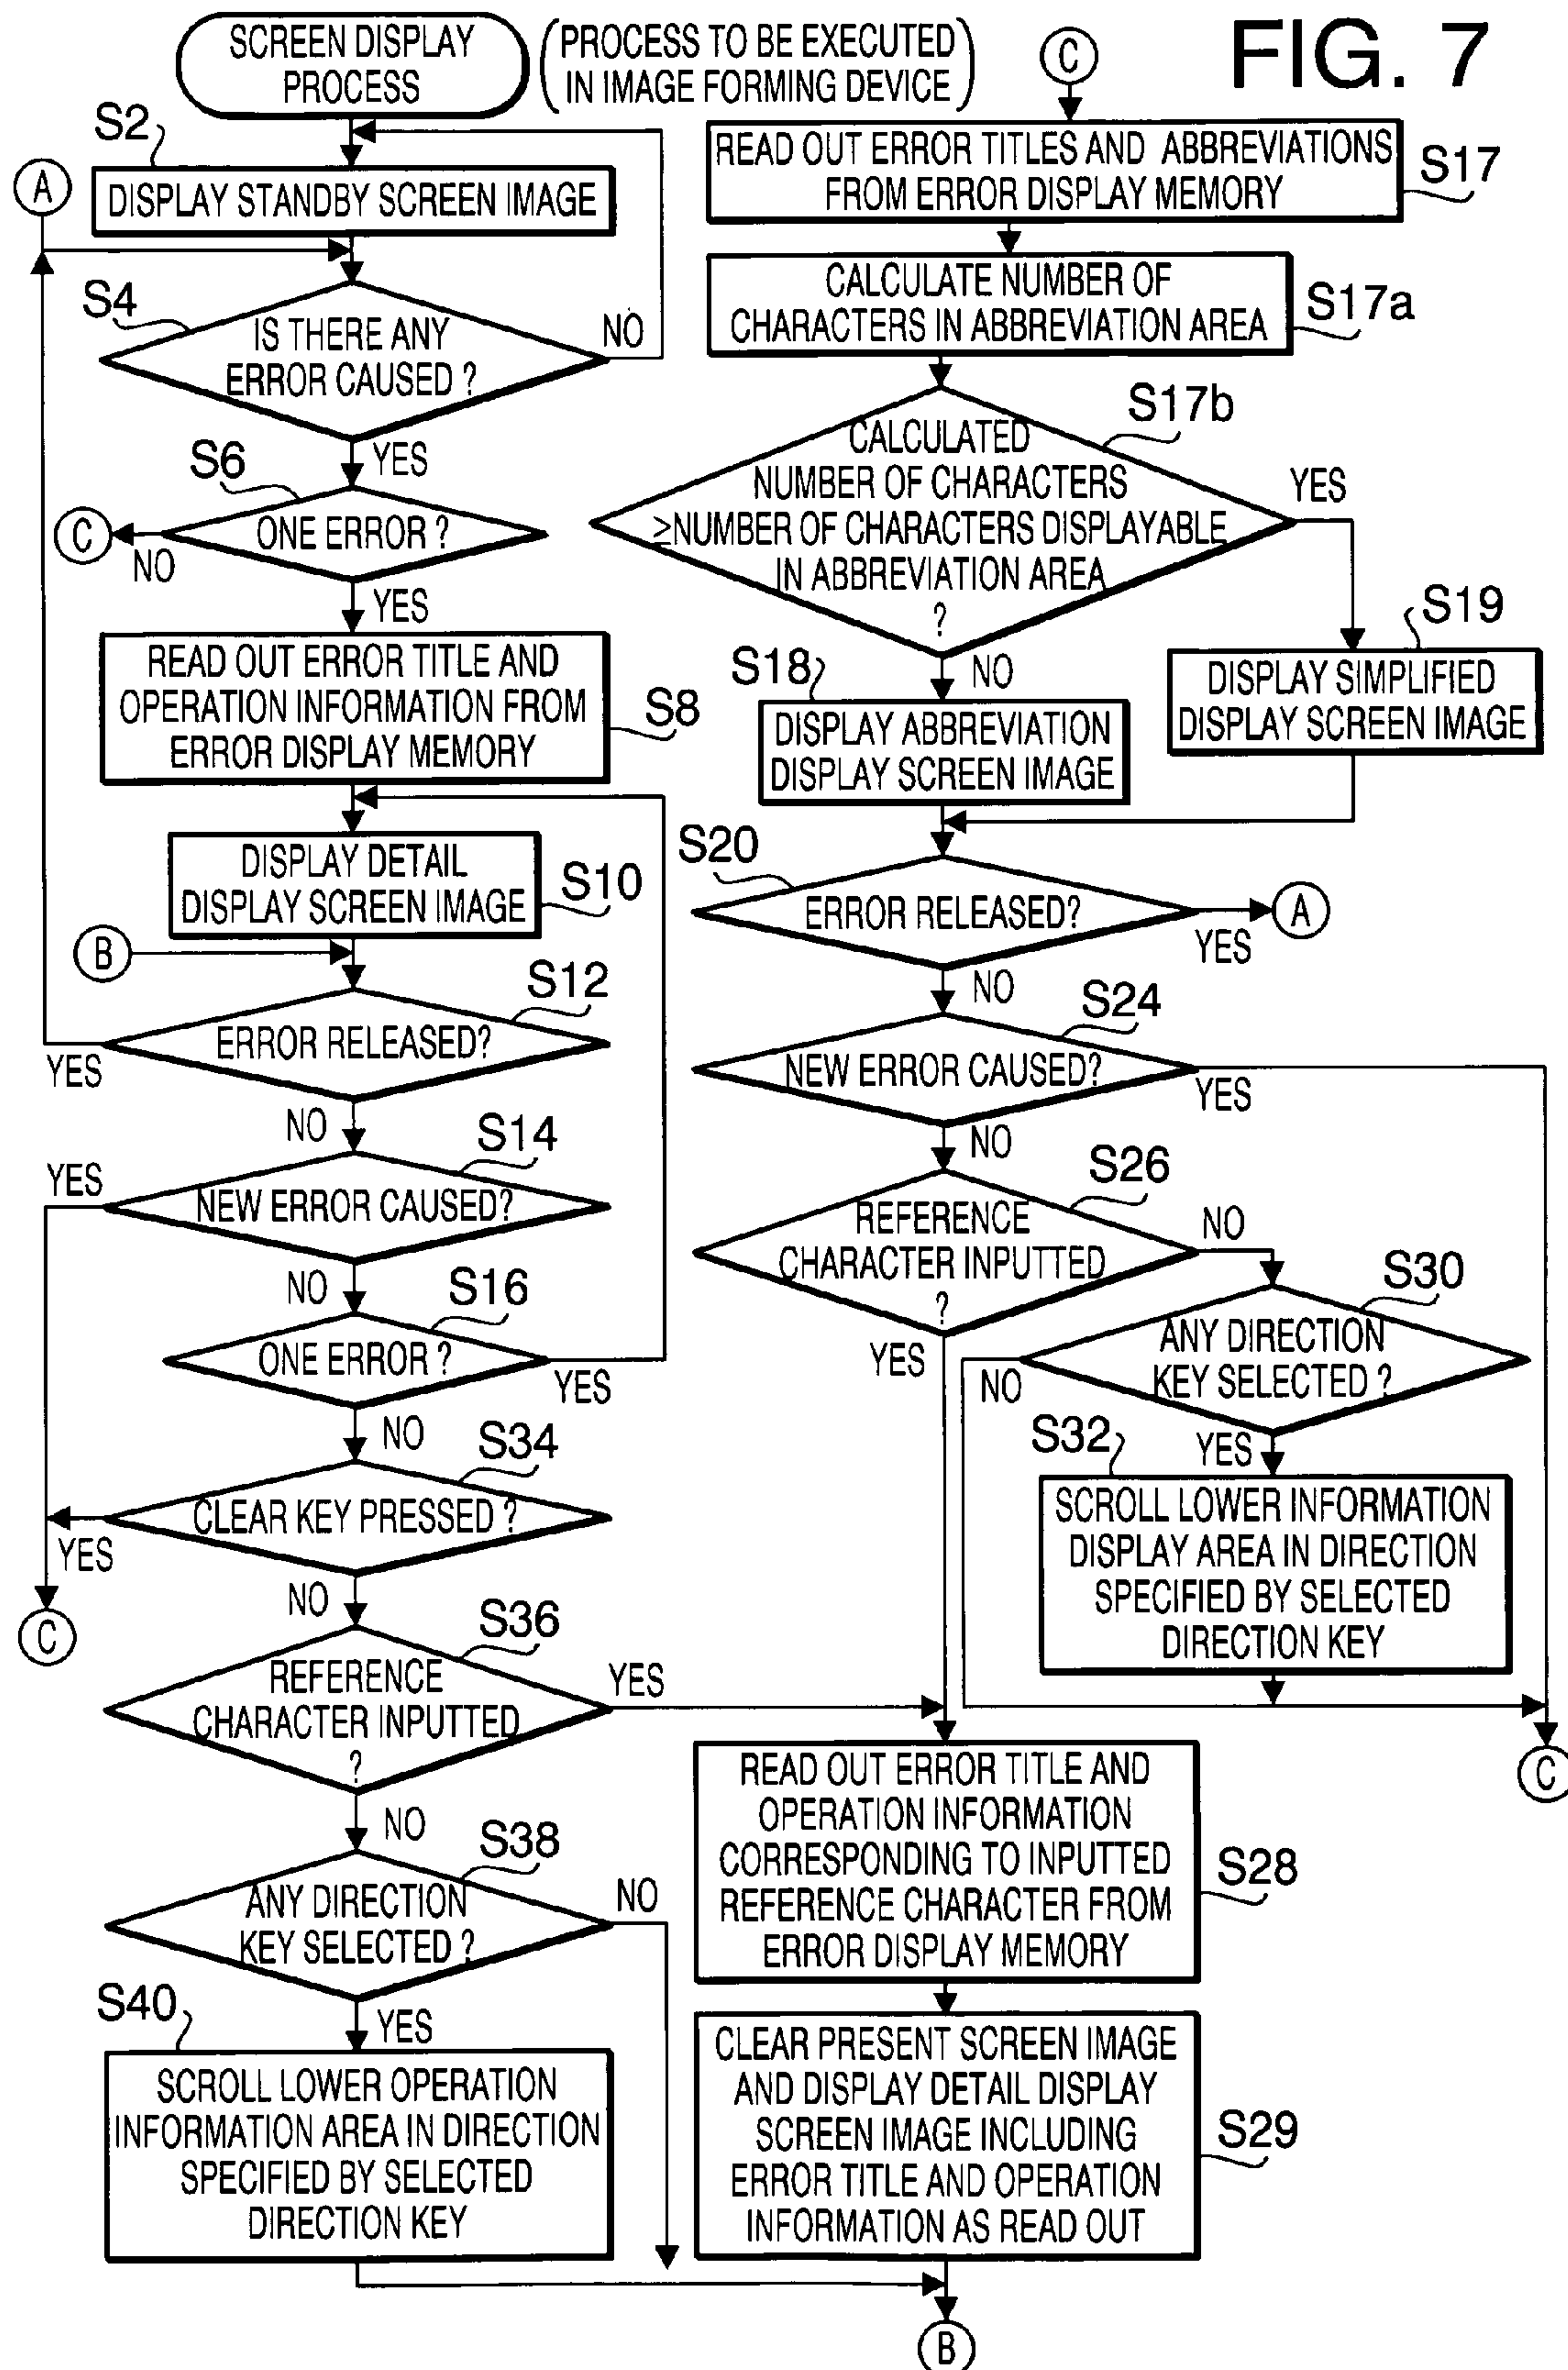 FIG. 7
SCREEN DISPLAY
PROCESS
(PROCESS TO BE EXECUTED
IN IMAGE FORMING DEVICE)
S2
A
DISPLAY STANDBY SCREEN IMAGE
S4
IS THERE ANY
ERROR CAUSED ?
NO
YES
S6
ONE ERROR ?
C
NO
YES
READ OUT ERROR TITLE AND
OPERATION INFORMATION FROM
ERROR DISPLAY MEMORY
S8
DISPLAY DETAIL
DISPLAY SCREEN IMAGE
S10
B
S12
ERROR RELEASED?
YES
NO
S14
YES
NEW ERROR CAUSED?
NO
S16
ONE ERROR ?
YES
NO
S34
CLEAR KEY PRESSED ?
YES
NO
C
S36
REFERENCE
CHARACTER INPUTTED
?
YES
NO
S38
ANY DIRECTION
KEY SELECTED ?
NO
S40
YES
SCROLL LOWER OPERATION
INFORMATION AREA IN DIRECTION
SPECIFIED BY SELECTED
DIRECTION KEY
C
READ OUT ERROR TITLES AND ABBREVIATIONS
FROM ERROR DISPLAY MEMORY
S17
CALCULATE NUMBER OF
CHARACTERS IN ABBREVIATION AREA
S17a
S17b
CALCULATED
NUMBER OF CHARACTERS
≥NUMBER OF CHARACTERS DISPLAYABLE
IN ABBREVIATION AREA
?
YES
NO
S19
DISPLAY SIMPLIFIED
DISPLAY SCREEN IMAGE
S18
DISPLAY ABBREVIATION
DISPLAY SCREEN IMAGE
S20
ERROR RELEASED?
A
YES
NO
S24
NEW ERROR CAUSED?
YES
NO
S26
REFERENCE
CHARACTER INPUTTED
?
NO
YES
S30
ANY DIRECTION
KEY SELECTED ?
NO
YES
S32
SCROLL LOWER INFORMATION
DISPLAY AREA IN DIRECTION
SPECIFIED BY SELECTED
DIRECTION KEY
C
READ OUT ERROR TITLE AND
OPERATION INFORMATION
CORRESPONDING TO INPUTTED
REFERENCE CHARACTER FROM
ERROR DISPLAY MEMORY
S28
CLEAR PRESENT SCREEN IMAGE
AND DISPLAY DETAIL DISPLAY
SCREEN IMAGE INCLUDING
ERROR TITLE AND OPERATION
INFORMATION AS READ OUT
S29
B